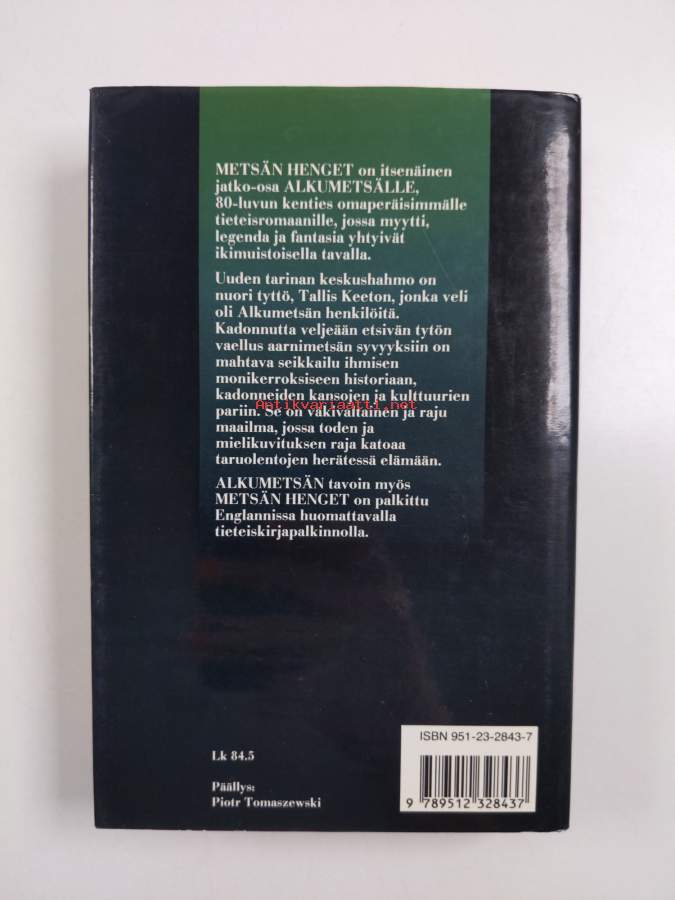 METSÄN HENGET on itsenäinen
jatko-osa ALKUMETSÄLLE,
80-luvun kenties omaperäisimmälle
tieteisromaanille, jossa myytti,
legenda ja fantasia yhtyivät
ikimuistoisella tavalla.
Uuden tarinan keskushahmo on
nuori tyttö, Tallis Keeton, jonka veli
oli Alkumetsän henkilöitä.
Kadonnutta veljeään etsivän tytön
vaellus aarnimetsän syvyyksiin on
mahtava seikkailu ihmisen
monikerroksiseen historiaan,
kadonneiden kansojen ja kulttuurien
Antikvariaatti.net
pariin. Se on väkivaltainen ja raju
maailma, jossa toden ja
mielikuvituksen raja katoaa
taruolentojen herätessä elämään.
ALKUMETSÄN tavoin myös
METSÄN HENGET on palkittu
Englannissa huomattavalla
tieteiskirjapalkinnolla.
ISBN 951-23-2843-7
Lk 84.5
Päällys:
Piotr Tomaszewski
9 789512 328437